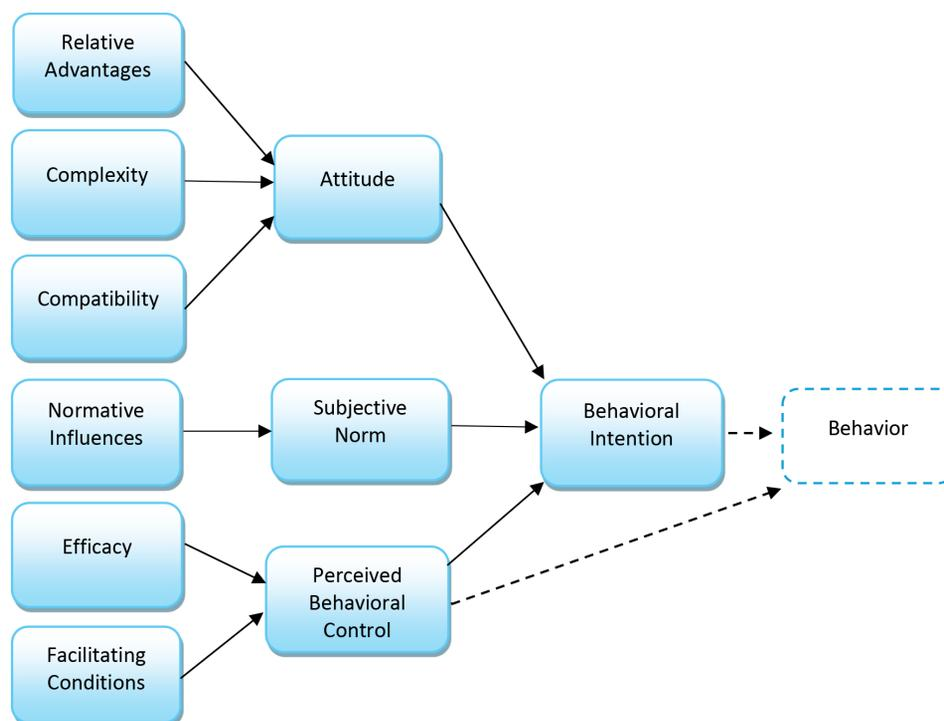 Relative
Advantages
Complexity
Attitude
Compatibility
Normative
Influences
Subjective
Norm
Behavioral
Intention
Behavior
Efficacy
Perceived
Behavioral
Control
Facilitating
Conditions